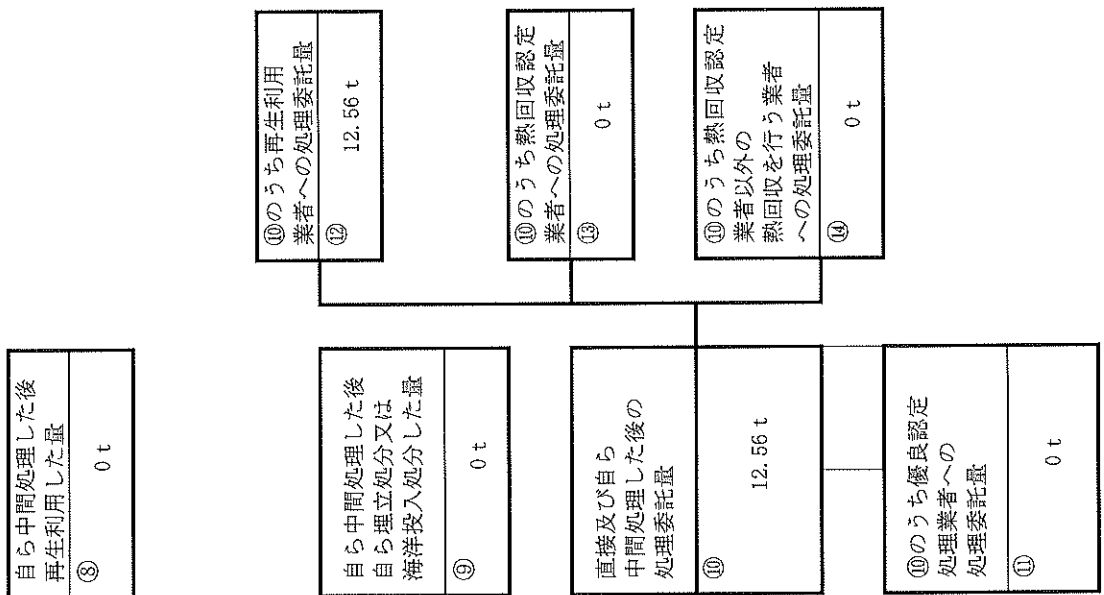 自ら中間処理した後
再生利用した量
⑧
0 t
自ら中間処理した後
自ら埋立処分又は
海洋投入処分した量
⑨
0 t
直接及び自ら
中間処理した後の
処理委託量
⑩
12.56 t
⑩のうち優良認定
処理業者への
処理委託量
⑪
0 t
⑩のうち再生利用
業者への処理委託量
⑫
12.56 t
⑩のうち熱回収認定
業者への処理委託量
⑬
0 t
⑩のうち熱回収認定
業者以外の
熱回収を行う業者
への処理委託量
⑭
0 t